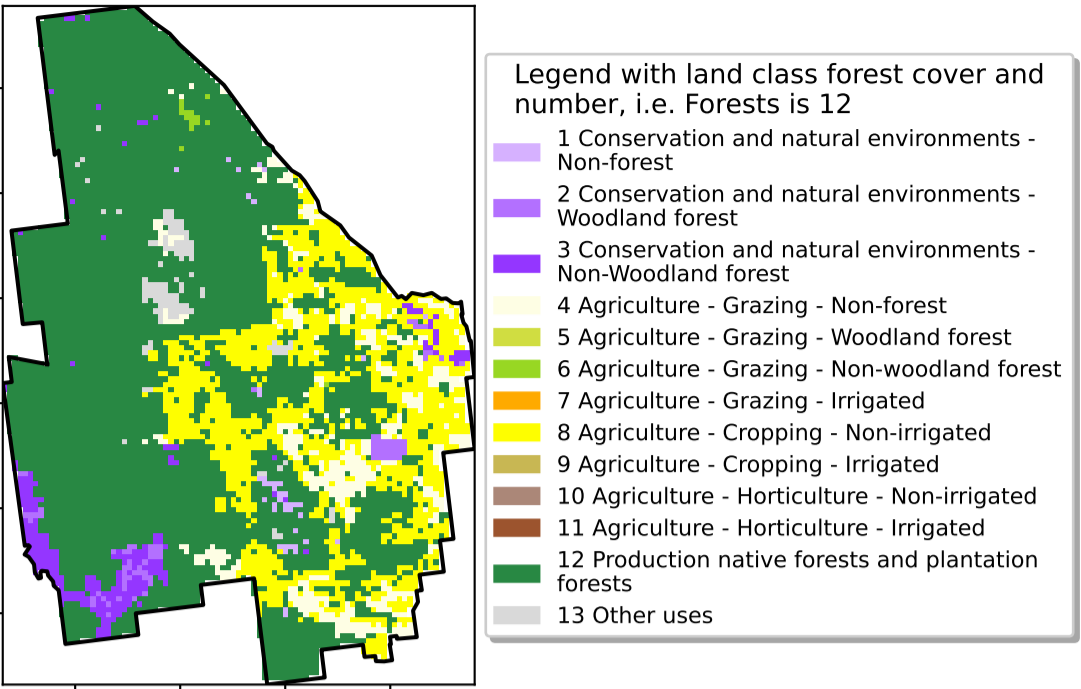 Legend with land class forest cover and
number, i.e. Forests is 12
1 Conservation and natural environments -
Non-forest
2 Conservation and natural environments -
Woodland forest
3 Conservation and natural environments -
Non-Woodland forest
4 Agriculture - Grazing - Non-forest
5 Agriculture - Grazing - Woodland forest
6 Agriculture - Grazing - Non-woodland forest
7 Agriculture - Grazing - Irrigated
8 Agriculture - Cropping - Non-irrigated
9 Agriculture - Cropping - Irrigated
10 Agriculture - Horticulture - Non-irrigated
11 Agriculture - Horticulture - Irrigated
12 Production native forests and plantation
forests
13 Other uses